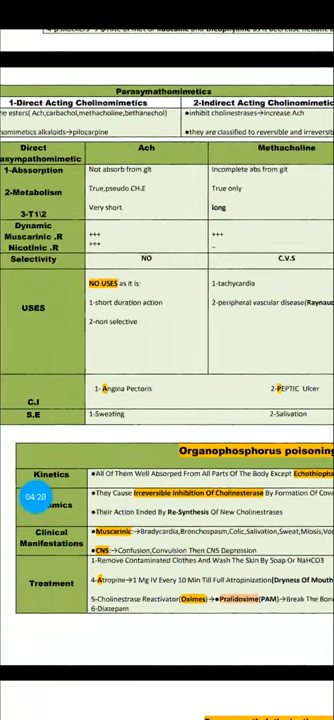 Parasymathomimetics
1-Direct Acting Cholinomimetics
2-Indirect Acting Cholinomimetic
esters( Ach,carbachol,methacholine,bethanechol)
●inhibit cholinestrases→increase Ach
nomimetics.alkaloids→pilocarpine
●they are classified to reversible and irreversib
Direct
asympathomimetic
Ach
Methacholine
1-Abssorption
Not absorb from git
Incomplete abs from git
2-Metabolism
True,pseudo CH.E
True only
3-T1\2
Very short
long
Dynamic
Muscarinic .R
+++
+++
Nicotinic .R
+++
–
Selectivity
NO
C.V.S
USES
NO USES as it is:
1-tachycardia
1-short duration action
2-peripheral vascular disease(Raynau
2-non selective
C.I
1- Angina Pectoris
2-PEPTIC Ulcer
S.E
1-Sweating
2-Salivation
Organophosphorus poisoning
Kinetics
●All Of Them Well Absorped From All Parts Of The Body Except Echothiopha
04:20
mics
●They Cause Irreversible Inhibition Of Cholinesterase By Formation Of Cova
●Their Action Ended By Re-Synthesis Of New Cholinestrases
Clinical
Manifestations
●Muscarinic:→Bradycardia,Bronchospasm,Colic,Salivation,Sweat,Miosis,Vo
●CNS:→Confusion,Convulsion Then CNS Depression
Treatment
1-Remove Contaminated Clothes And Wash The Skin By Soap Or NaHCO3
4-Atropine→1 Mg IV Every 10 Min Till Full Atropinization(Dryness Of Mouth
5-Cholinestrase Reactivator(Oximes)→●Pralidoxime(PAM)→Break The Bon
6-Diazepam